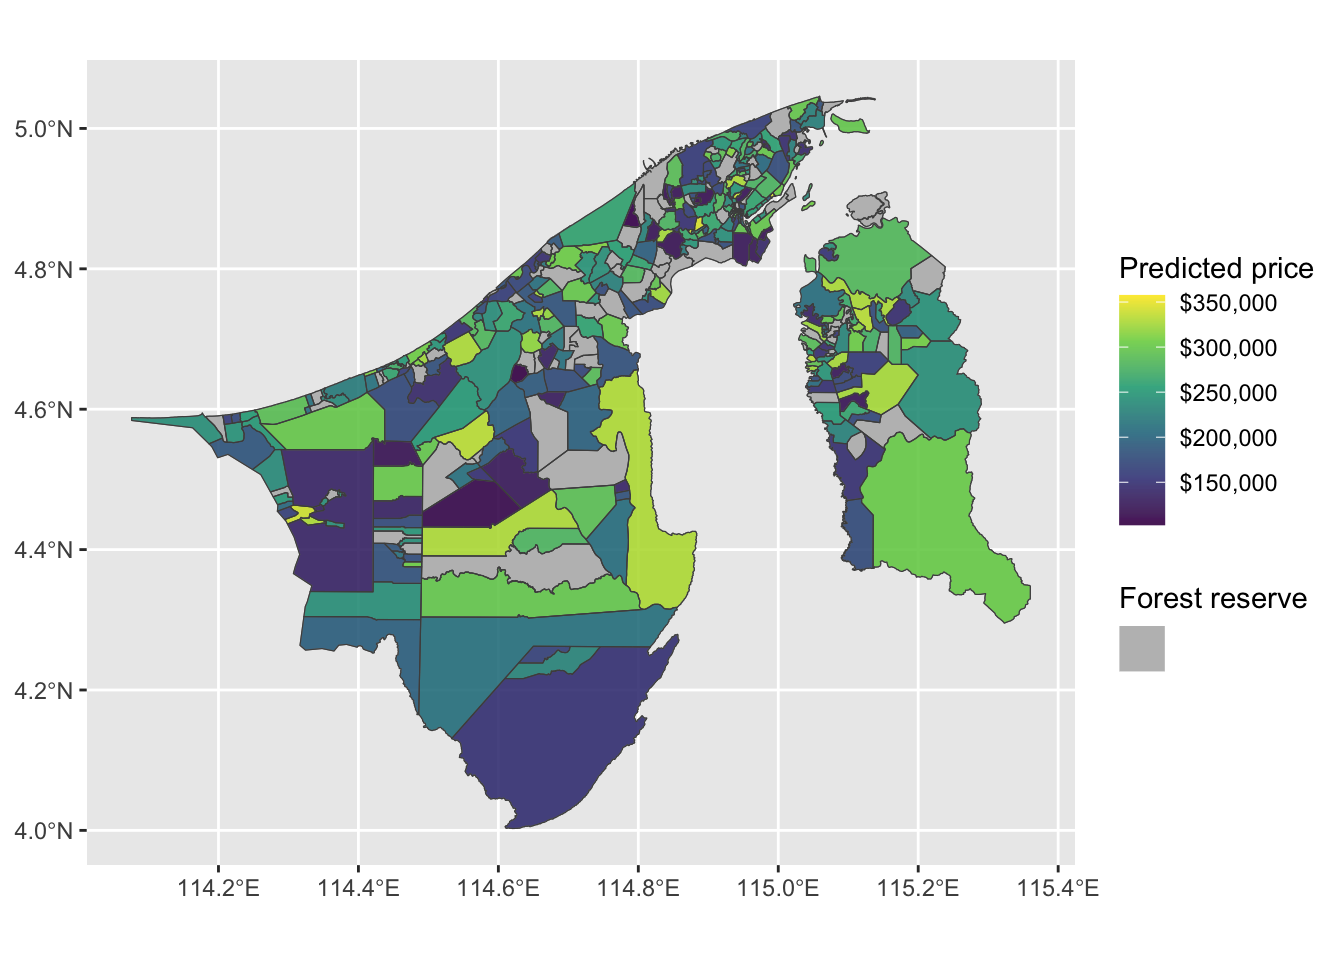 5.0°N
4.8°N
4.6°N
4.4°N
4.2°N
4.0°N
114.2°E
114.4°E
114.6°E
114.8°E
115.0°E
115.2°E
115.4°E
Predicted price
$350,000
$300,000
$250,000
$200,000
$150,000
Forest reserve